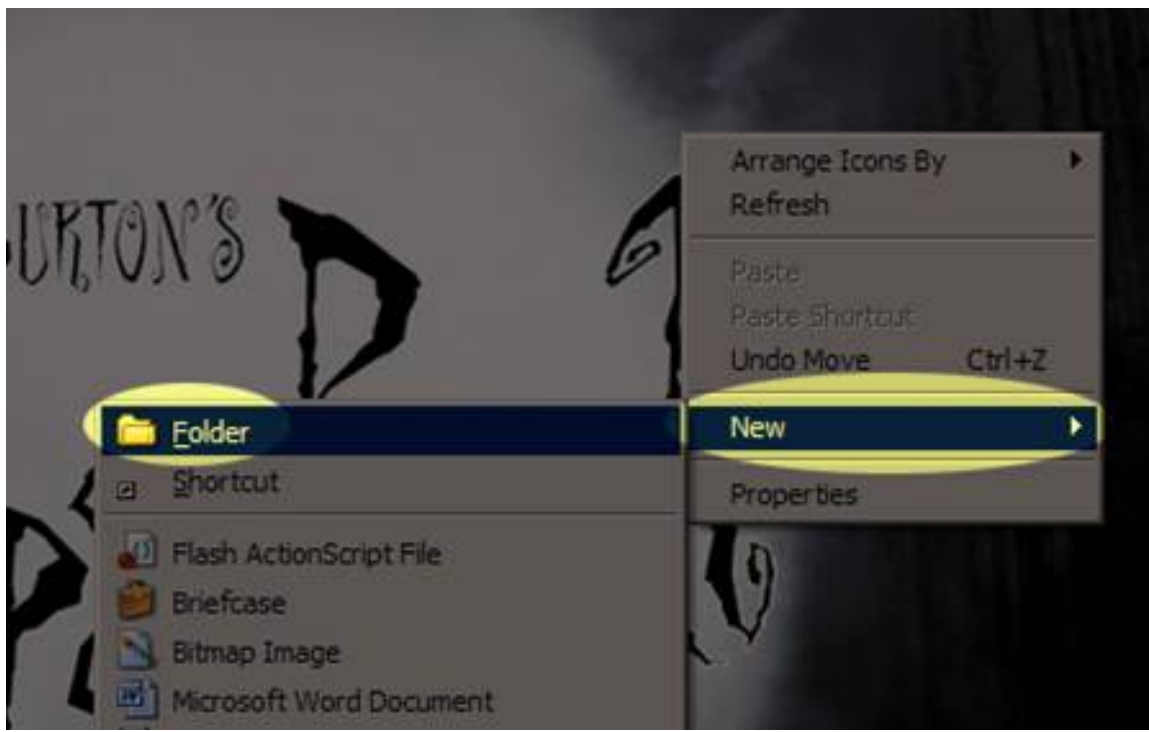 Arrange Icons By
Refresh
BURTON'S D
Paste
Paste Shortcut
Undo Move Ctrl+Z
New
Folder
Shortcut
Properties
Flash ActionScript File
Briefcase
Bitmap Image
Microsoft Word Document